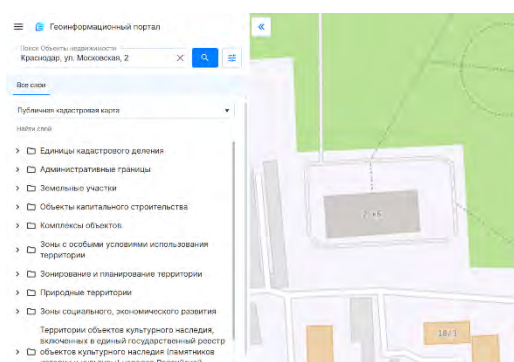 Геоинформационный портал
Поиск Объекты недвижимости
Краснодар, ул. Московская, 2
Все слои
Публичная кадастровая карта
Найти слой
Единицы кадастрового деления
Административные границы
Земельные участки
Объекты капитального строительства
Комплексы объектов
Зоны с особыми условиями использования
территории
Зонирование и планирование территории
Природные территории
Зоны социального, экономического развития
Территории объектов культурного наследия,
включенных в единый государственный реестр
объектов культурного наследия (памятников